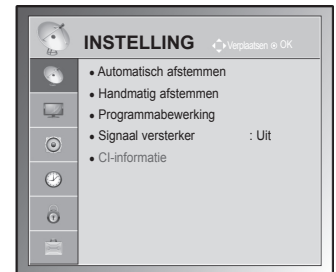 INSTELLING Verplaatsen OK
• Automatisch afstemmen
• Handmatig afstemmen
• Programmabewerking
• Signaal versterker : Uit
• CI-informatie